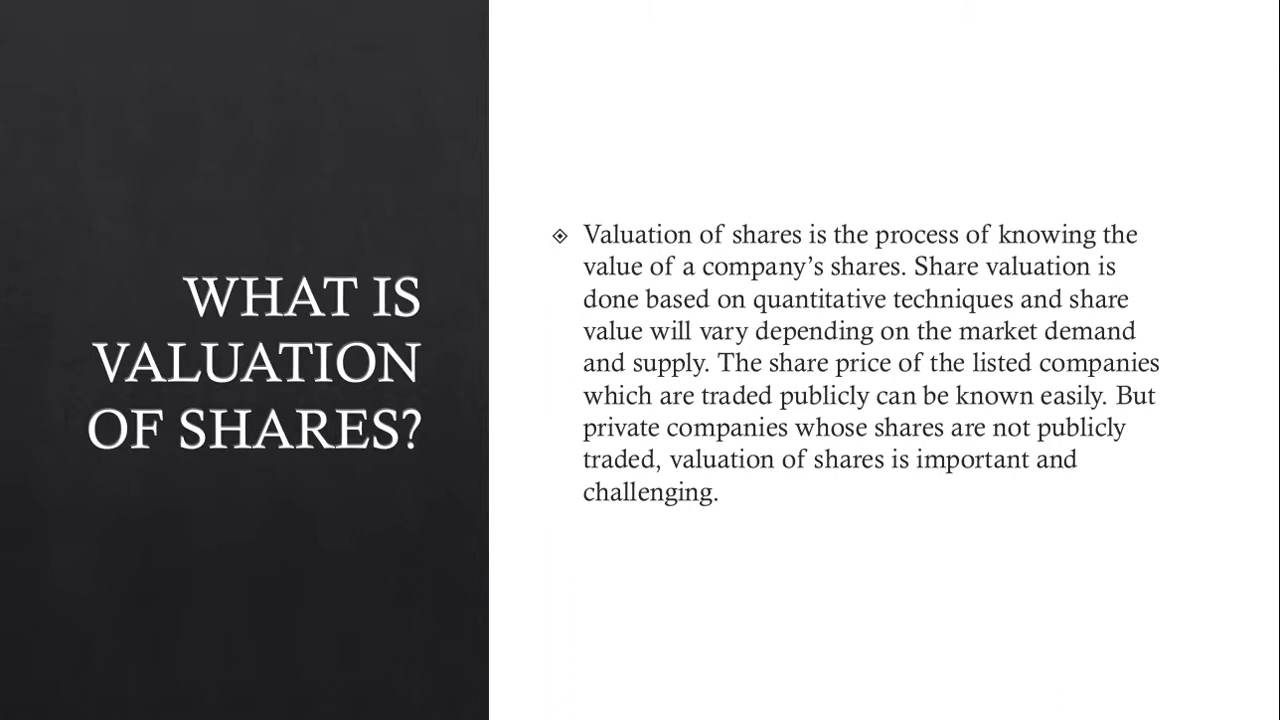 WHAT IS
VALUATION
OF SHARES?
Valuation of shares is the process of knowing the
value of a company’s shares. Share valuation is
done based on quantitative techniques and share
value will vary depending on the market demand
and supply. The share price of the listed companies
which are traded publicly can be known easily. But
private companies whose shares are not publicly
traded, valuation of shares is important and
challenging.